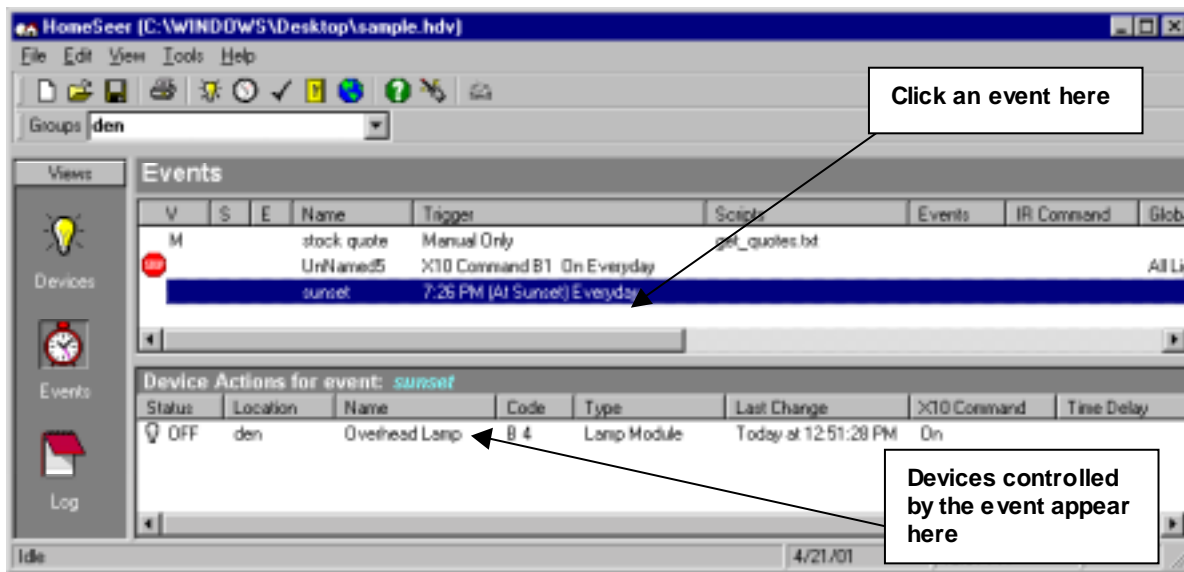 HomeSeer (C:\WINDOWS\Desktop\sample.hdv)
File Edit View Tools Help
Groups den
Click an event here
Views
Devices
Events
Log
Events
V S E Name Trigger Scripts Events IR Command Glob
M stock quote Manual Only get_quotes.txt
STOP UnNamed5 X10 Command B1 On Everyday All Li
sunset 7:26 PM (At Sunset) Everyday
Device Actions for event: sunset
Status Location Name Code Type Last Change X10 Command Time Delay
OFF den Overhead Lamp B 4 Lamp Module Today at 12:51:28 PM On
Devices controlled
by the event appear
here
Idle 4/21/01